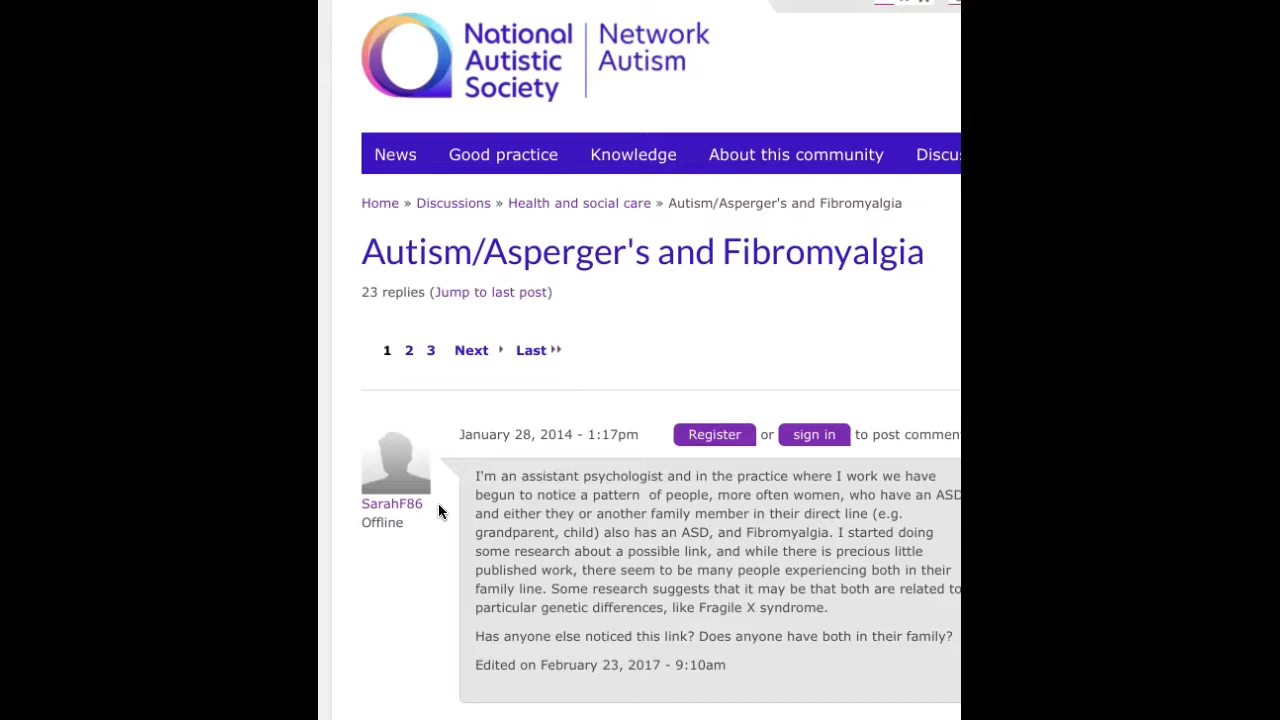 National Autistic Society
Network Autism
News Good practice Knowledge About this community
Home » Discussions » Health and social care » Autism/Asperger's and Fibromyalgia
Autism/Asperger's and Fibromyalgia
23 replies (Jump to last post)
1 2 3 Next Last
January 28, 2014 - 1:17pm Register or sign in to post
SarahF86
Offline
I'm an assistant psychologist and in the practice where I work we have
begun to notice a pattern of people, more often women, who have an ASD
and either they or another family member in their direct line (e.g.
grandparent, child) also has an ASD, and Fibromyalgia. I started doing
some research about a possible link, and while there is precious little
published work, there seem to be many people experiencing both in their
family line. Some research suggests that it may be that both are related to
particular genetic differences, like Fragile X syndrome.
Has anyone else noticed this link? Does anyone have both in their family?
Edited on February 23, 2017 - 9:10am